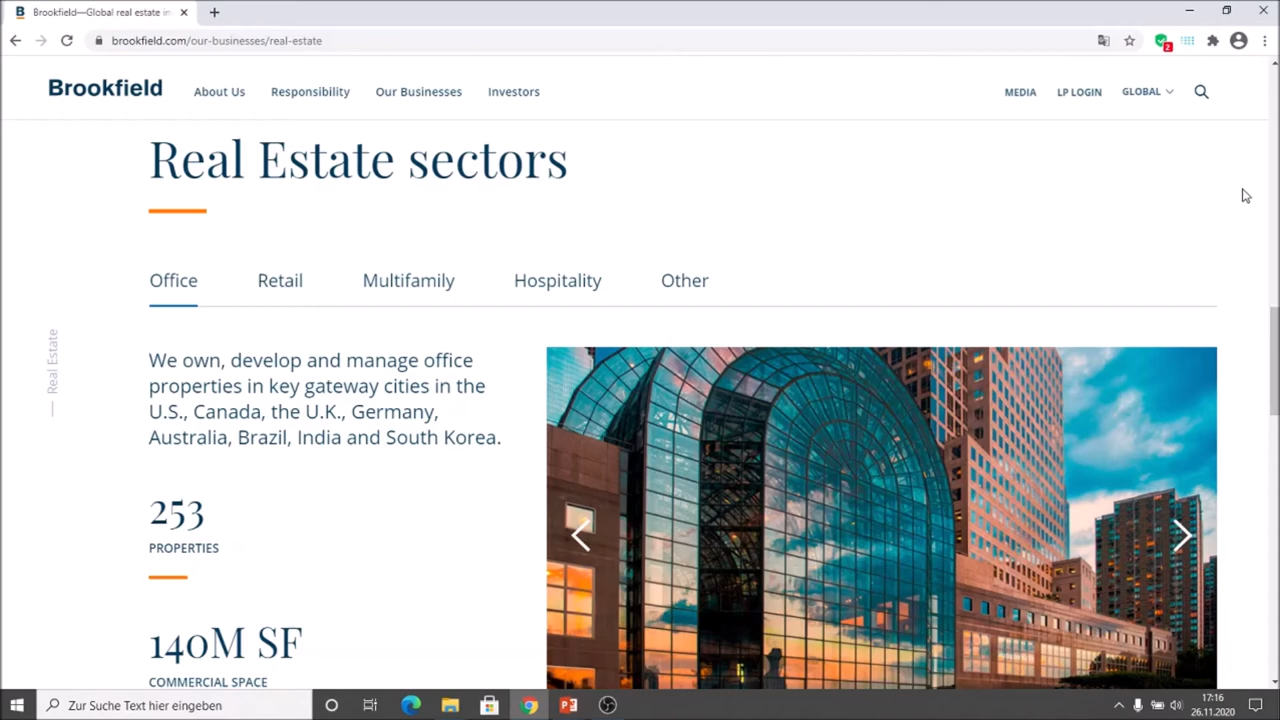 Brookfield—Global real estate in
brookfield.com/our-businesses/real-estate
2
Brookfield
About Us
Responsibility
Our Businesses
Investors
MEDIA
LP LOGIN
GLOBAL
Real Estate sectors
Office
Retail
Multifamily
Hospitality
Other
— Real Estate
We own, develop and manage office
properties in key gateway cities in the
U.S., Canada, the U.K., Germany,
Australia, Brazil, India and South Korea.
253
PROPERTIES
140M SF
COMMERCIAL SPACE
Zur Suche Text hier eingeben
17:16
26.11.2020